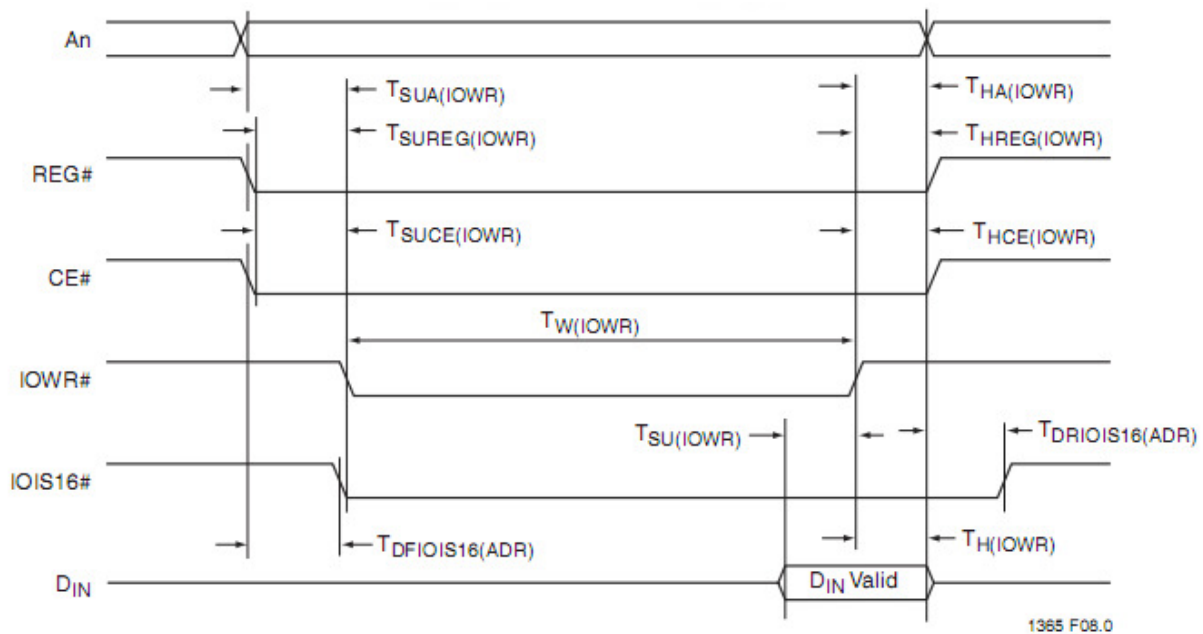 An
TSUA(IOWR)
THA(IOWR)
TSUREG(IOWR)
THREG(IOWR)
REG#
TSUCE(IOWR)
THCE(IOWR)
CE#
TW(IOWR)
IOWR#
TSU(IOWR)
TDRIOIS16(ADR)
IOIS16#
TDFIOIS16(ADR)
TH(IOWR)
DIN
DIN Valid
1365 F08.0